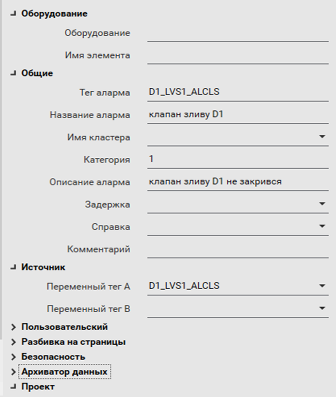 Оборудование
Оборудование
Имя элемента
Общие
Тег аларма D1_LVS1_ALCLS
Название аларма клапан зливу D1
Имя кластера
Категория 1
Описание аларма клапан зливу D1 не закрився
Задержка
Справка
Комментарий
Источник
Переменный тег A D1_LVS1_ALCLS
Переменный тег B
Пользовательский
Разбивка на страницы
Безопасность
Архиватор данных
Проект